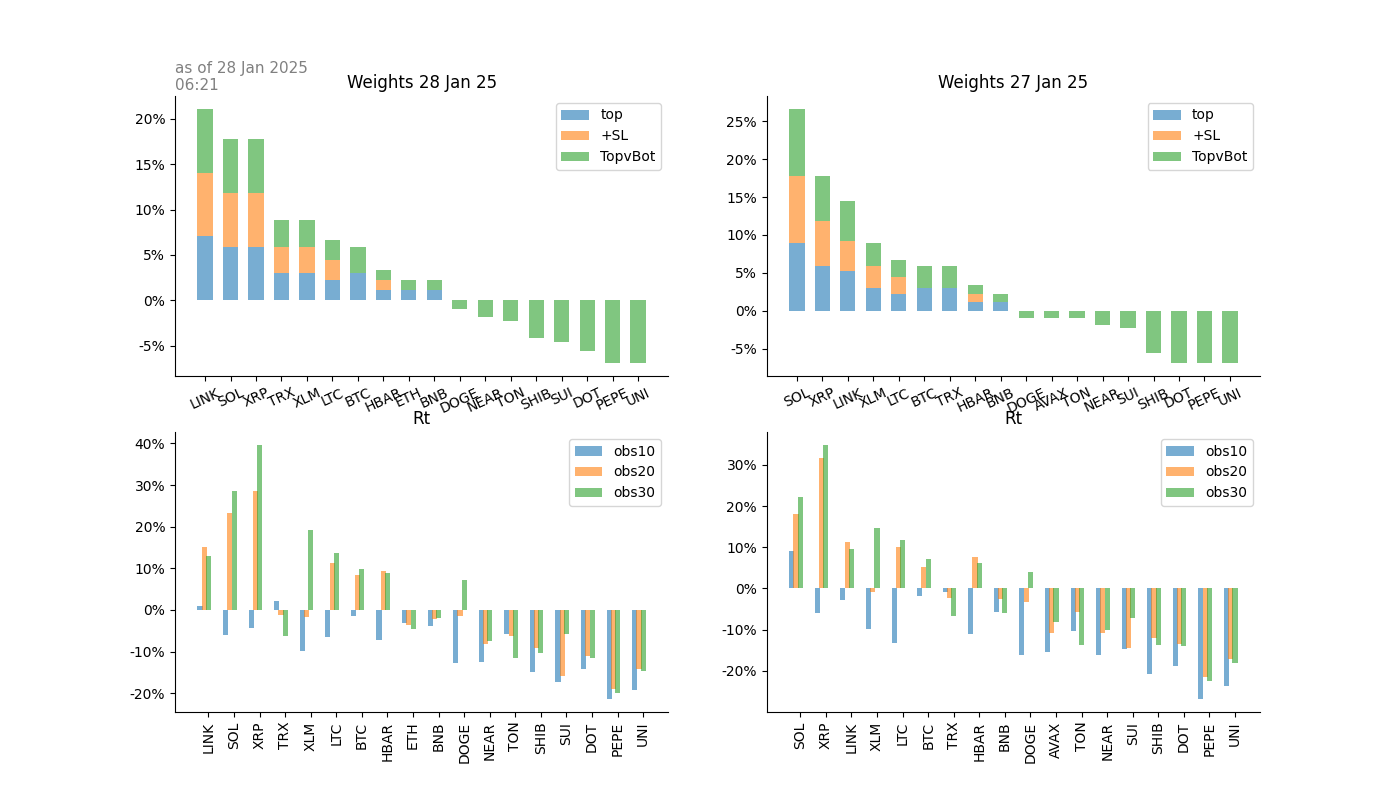 as of 28 Jan 2025
06:21
Weights 28 Jan 25
20%
15%
10%
5%
0%
-5%
top
+SL
TopvBot
LINK SOL XRP TRX XLM LTC BTC HBAR ETH BNB DOGE NEAR TON SHIB SUI DOT PEPE UNI
Weights 27 Jan 25
25%
20%
15%
10%
5%
0%
-5%
top
+SL
TopvBot
SOL XRP LINK XLM LTC BTC TRX HBAR BNB DOGE AVAX TON NEAR SUI SHIB DOT PEPE UNI
Rt
40%
30%
20%
10%
0%
-10%
-20%
obs10
obs20
obs30
LINK SOL XRP TRX XLM LTC BTC HBAR ETH BNB DOGE NEAR TON SHIB SUI DOT PEPE UNI
Rt
30%
20%
10%
0%
-10%
-20%
obs10
obs20
obs30
SOL XRP LINK XLM LTC BTC TRX HBAR BNB DOGE AVAX TON NEAR SUI SHIB DOT PEPE UNI